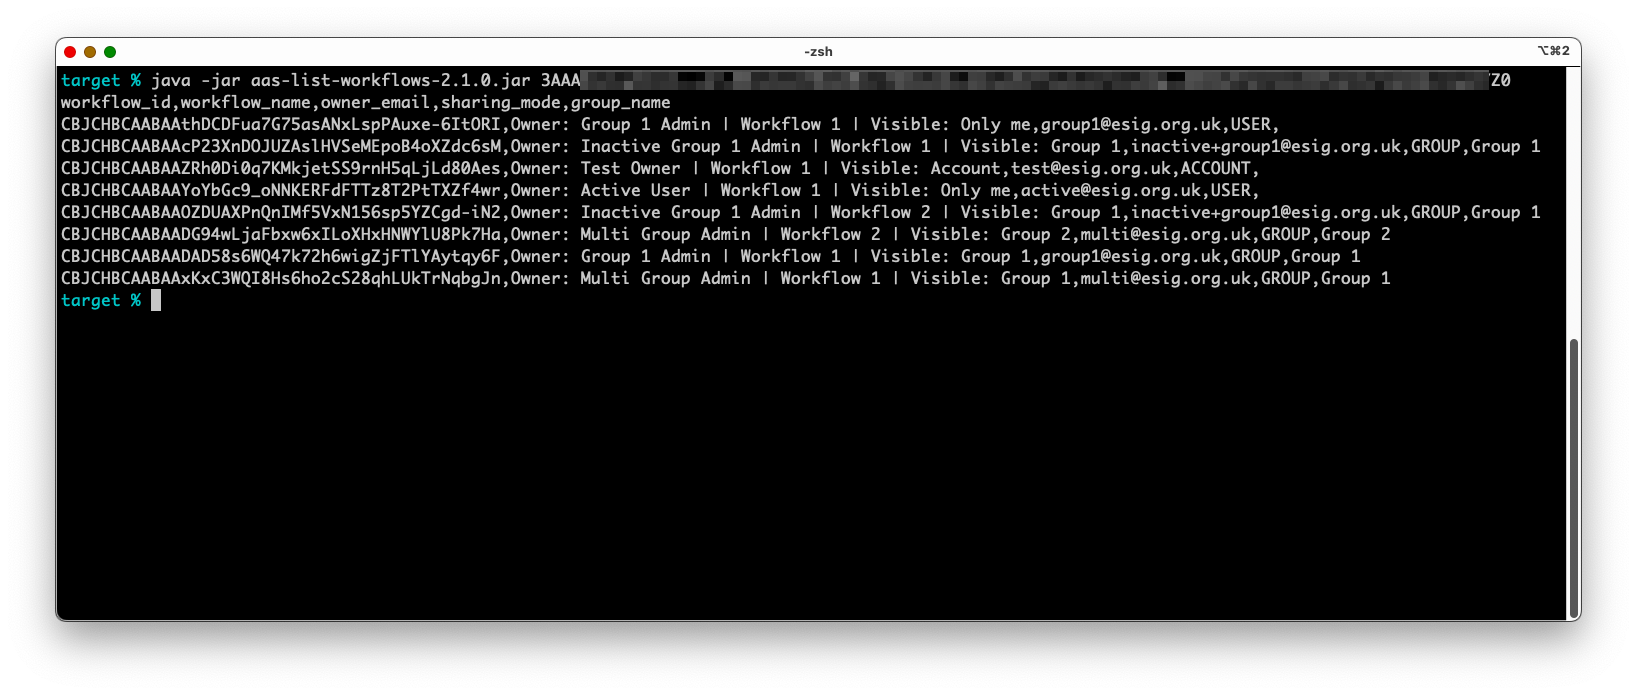 -zsh
⌥⌘2
target % java -jar aas-list-workflows-2.1.0.jar 3AAA Z0
workflow_id,workflow_name,owner_email,sharing_mode,group_name
CBJCHBCAABAAthDCDFua7G75asANxLspPAuxe-6ItORI,Owner: Group 1 Admin | Workflow 1 | Visible: Only me,group1@esig.org.uk,USER,
CBJCHBCAABAAcP23XnDOJUZAslHVSeMEpoB4oXZdc6sM,Owner: Inactive Group 1 Admin | Workflow 1 | Visible: Group 1,inactive+group1@esig.org.uk,GROUP,Group 1
CBJCHBCAABAAZRh0Di0q7KMkjetSS9rnH5qLjLd80Aes,Owner: Test Owner | Workflow 1 | Visible: Account,test@esig.org.uk,ACCOUNT,
CBJCHBCAABAAYoYbGc9_oNNKERFdFTTz8T2PtTXZf4wr,Owner: Active User | Workflow 1 | Visible: Only me,active@esig.org.uk,USER,
CBJCHBCAABAAOZDUAXPnQnIMf5VxN156sp5YZCgd-iN2,Owner: Inactive Group 1 Admin | Workflow 2 | Visible: Group 1,inactive+group1@esig.org.uk,GROUP,Group 1
CBJCHBCAABAADG94wLjaFbxw6xILoXHxHNWYlU8Pk7Ha,Owner: Multi Group Admin | Workflow 2 | Visible: Group 2,multi@esig.org.uk,GROUP,Group 2
CBJCHBCAABAADAD58s6WQ47k72h6wigZjFTlYAytqy6F,Owner: Group 1 Admin | Workflow 1 | Visible: Group 1,group1@esig.org.uk,GROUP,Group 1
CBJCHBCAABAAxKxC3WQI8Hs6ho2cS28qhLUkTrNqbgJn,Owner: Multi Group Admin | Workflow 1 | Visible: Group 1,multi@esig.org.uk,GROUP,Group 1
target %